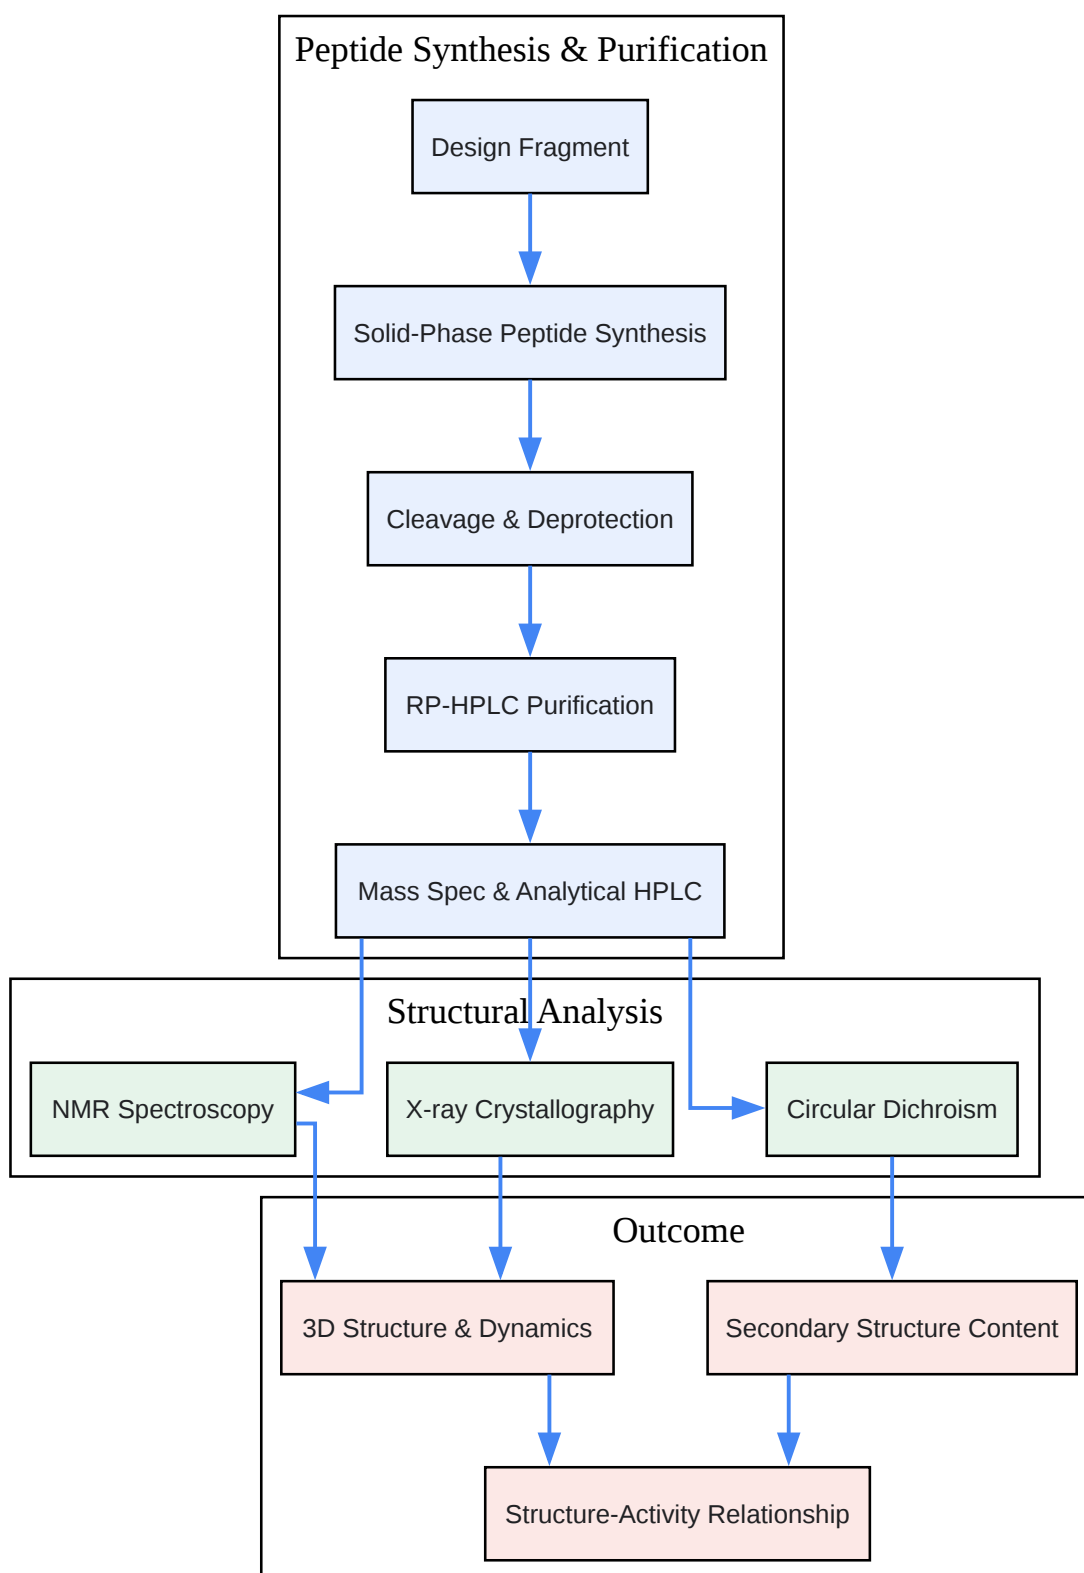 Peptide Synthesis & Purification
Design Fragment
Solid-Phase Peptide Synthesis
Cleavage & Deprotection
RP-HPLC Purification
Mass Spec & Analytical HPLC
Structural Analysis
NMR Spectroscopy
X-ray Crystallography
Circular Dichroism
Outcome
3D Structure & Dynamics
Secondary Structure Content
Structure-Activity Relationship